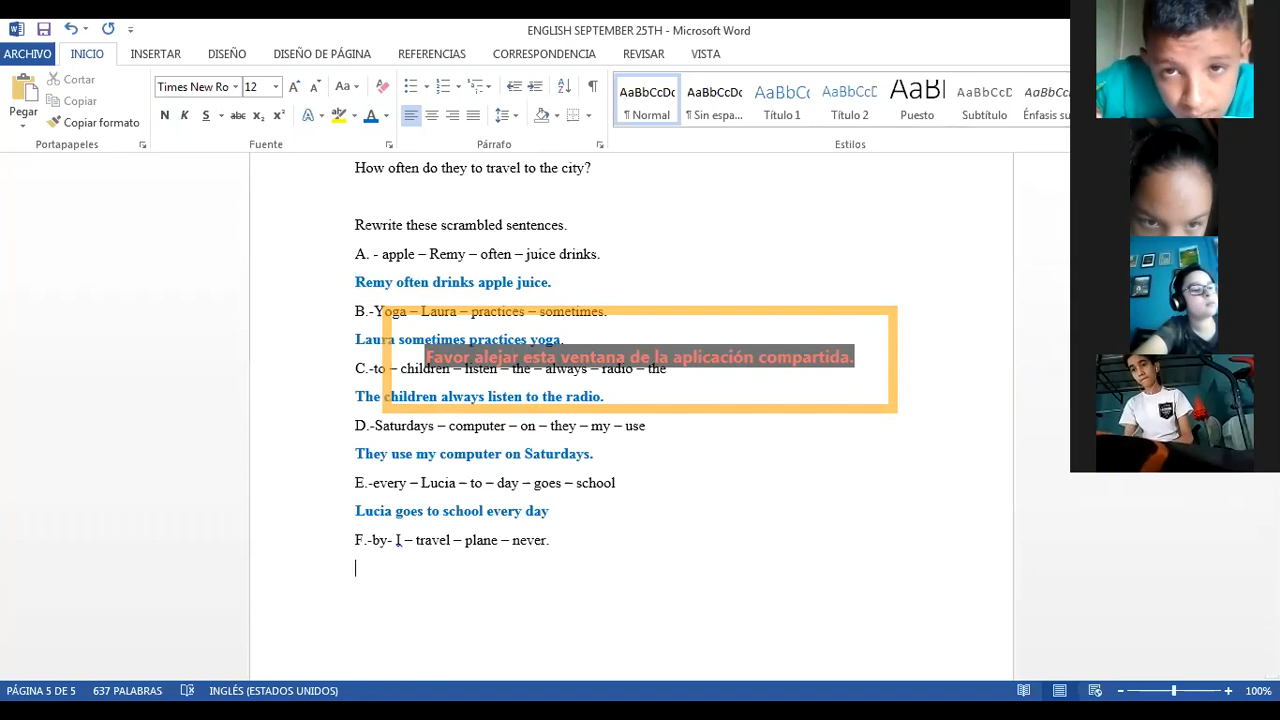 ENGLISH SEPTEMBER 25TH - Microsoft Word
ARCHIVO INICIO INSERTAR DISEÑO DISEÑO DE PÁGINA REFERENCIAS CORRESPONDENCIA REVISAR VISTA
Pegar
Cortar
Copiar
Copiar formato
Portapapeles
Times New Ro 12 Aa
N K S abc x₂ x² A A
Fuente
Párrafo
AaBbCcDc AaBbCcDc AaBbCc AaBbCcD AaBl AaBbCcD AaBbCcDc
¶ Normal ¶ Sin espa... Título 1 Título 2 Puesto Subtítulo Énfasis sut
Estilos
How often do they to travel to the city?
Rewrite these scrambled sentences.
A. - apple – Remy – often – juice drinks.
Remy often drinks apple juice.
B.-Yoga – Laura – practices – sometimes.
Laura sometimes practices yoga.
Favor alejar esta ventana de la aplicación compartida.
C.-to – children – listen – the – always – radio – the
The children always listen to the radio.
D.-Saturdays – computer – on – they – my – use
They use my computer on Saturdays.
E.-every – Lucia – to – day – goes – school
Lucia goes to school every day
F.-by- I – travel – plane – never.
PÁGINA 5 DE 5 637 PALABRAS INGLÉS (ESTADOS UNIDOS) 100%